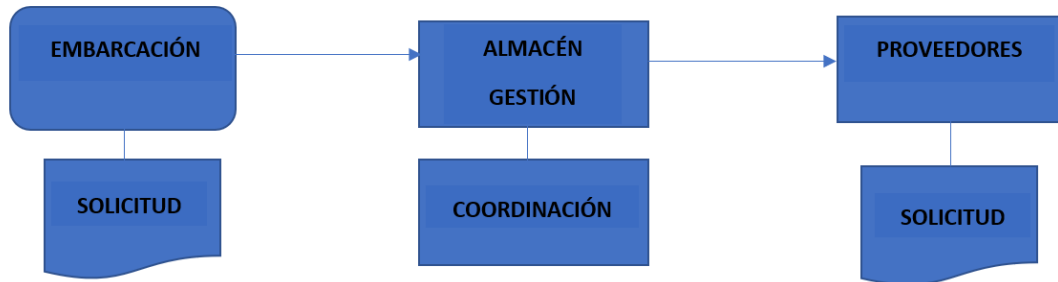 EMBARCACIÓN
ALMACÉN
GESTIÓN
PROVEEDORES
SOLICITUD
COORDINACIÓN
SOLICITUD